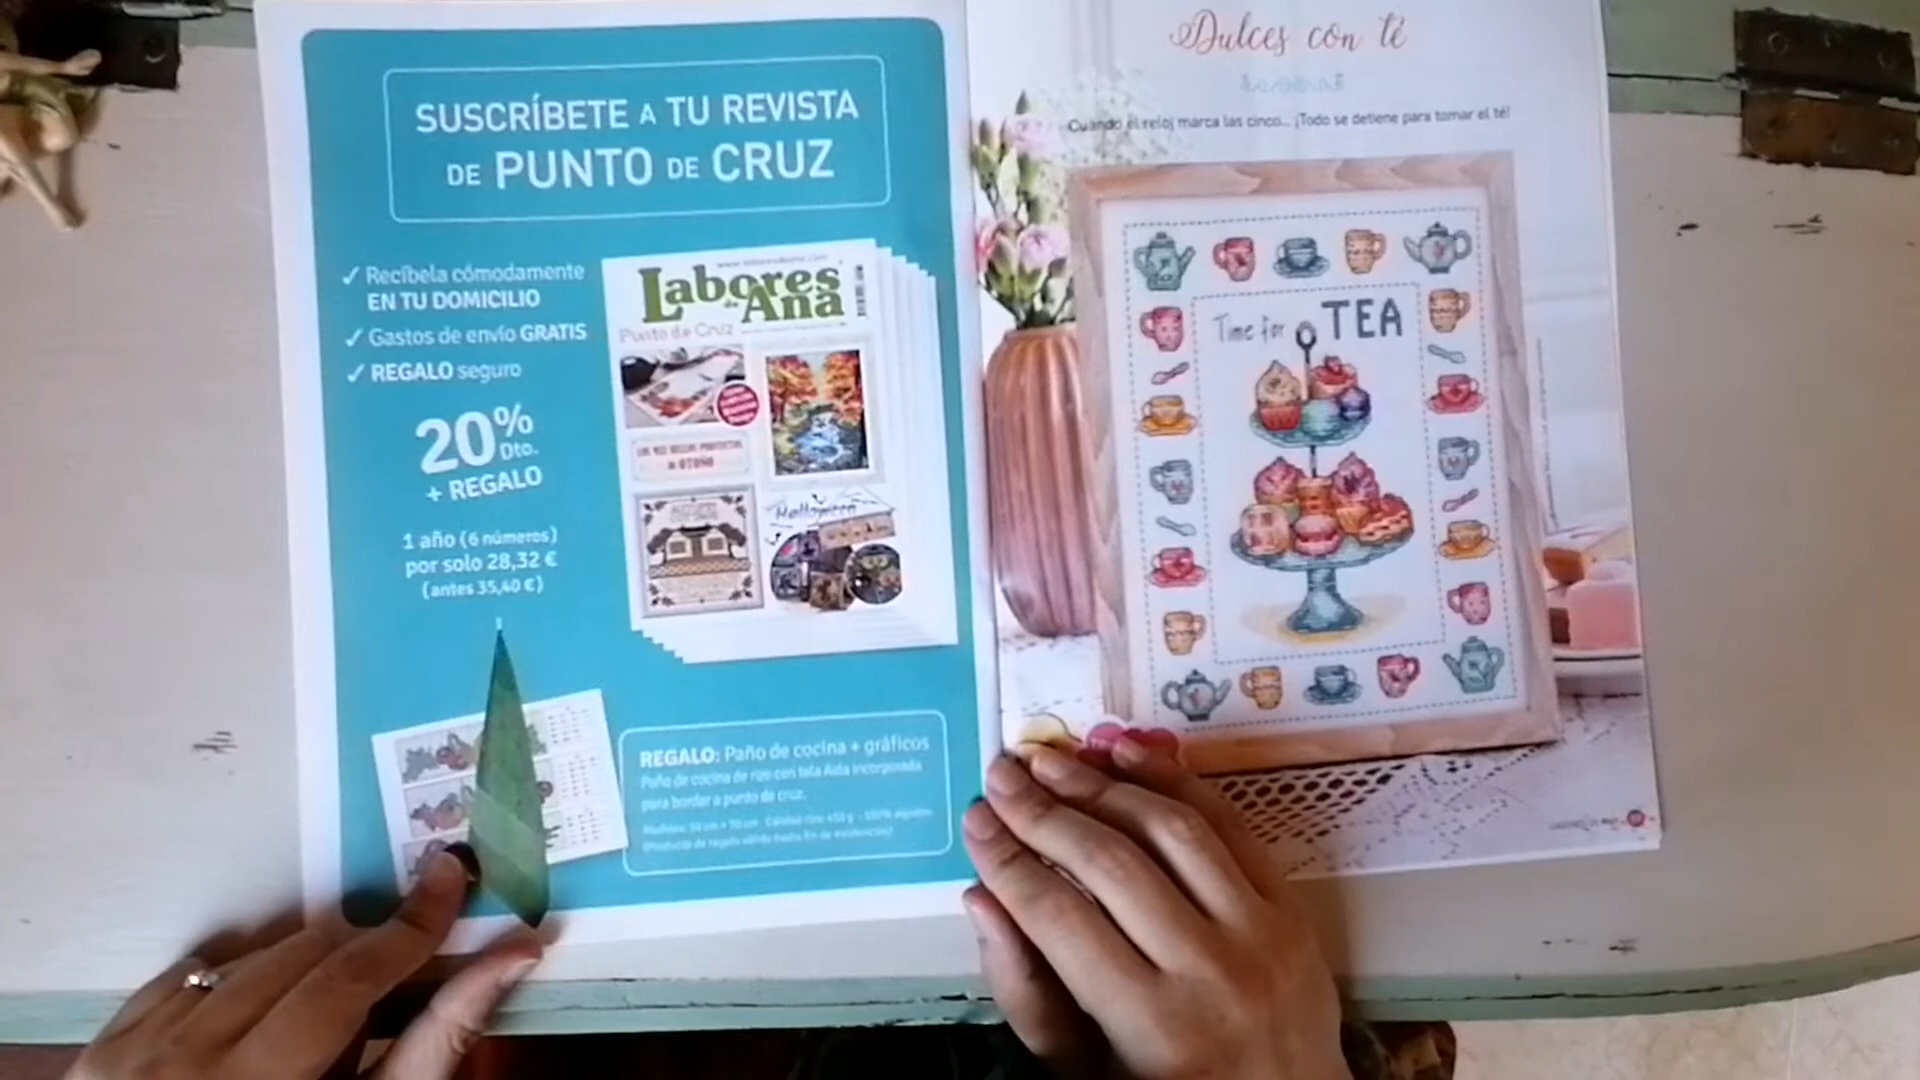 SUSCRÍBETE A TU REVISTA
DE PUNTO DE CRUZ
✓ Recíbela cómodamente
EN TU DOMICILIO
✓ Gastos de envío GRATIS
✓ REGALO seguro
20% Dto.
+ REGALO
1 año (6 números)
por solo 28,32 €
(antes 35,40 €)
Labores
de Ana
Punto de Cruz
DE OTOÑO
Halloween
REGALO: Paño de cocina + gráficos
Paño de cocina de rizo con tela Aida incorporada
para bordar a punto de cruz.
Dulces con té
Cuando el reloj marca las cinco... ¡Todo se detiene para tomar el té!
Time for TEA